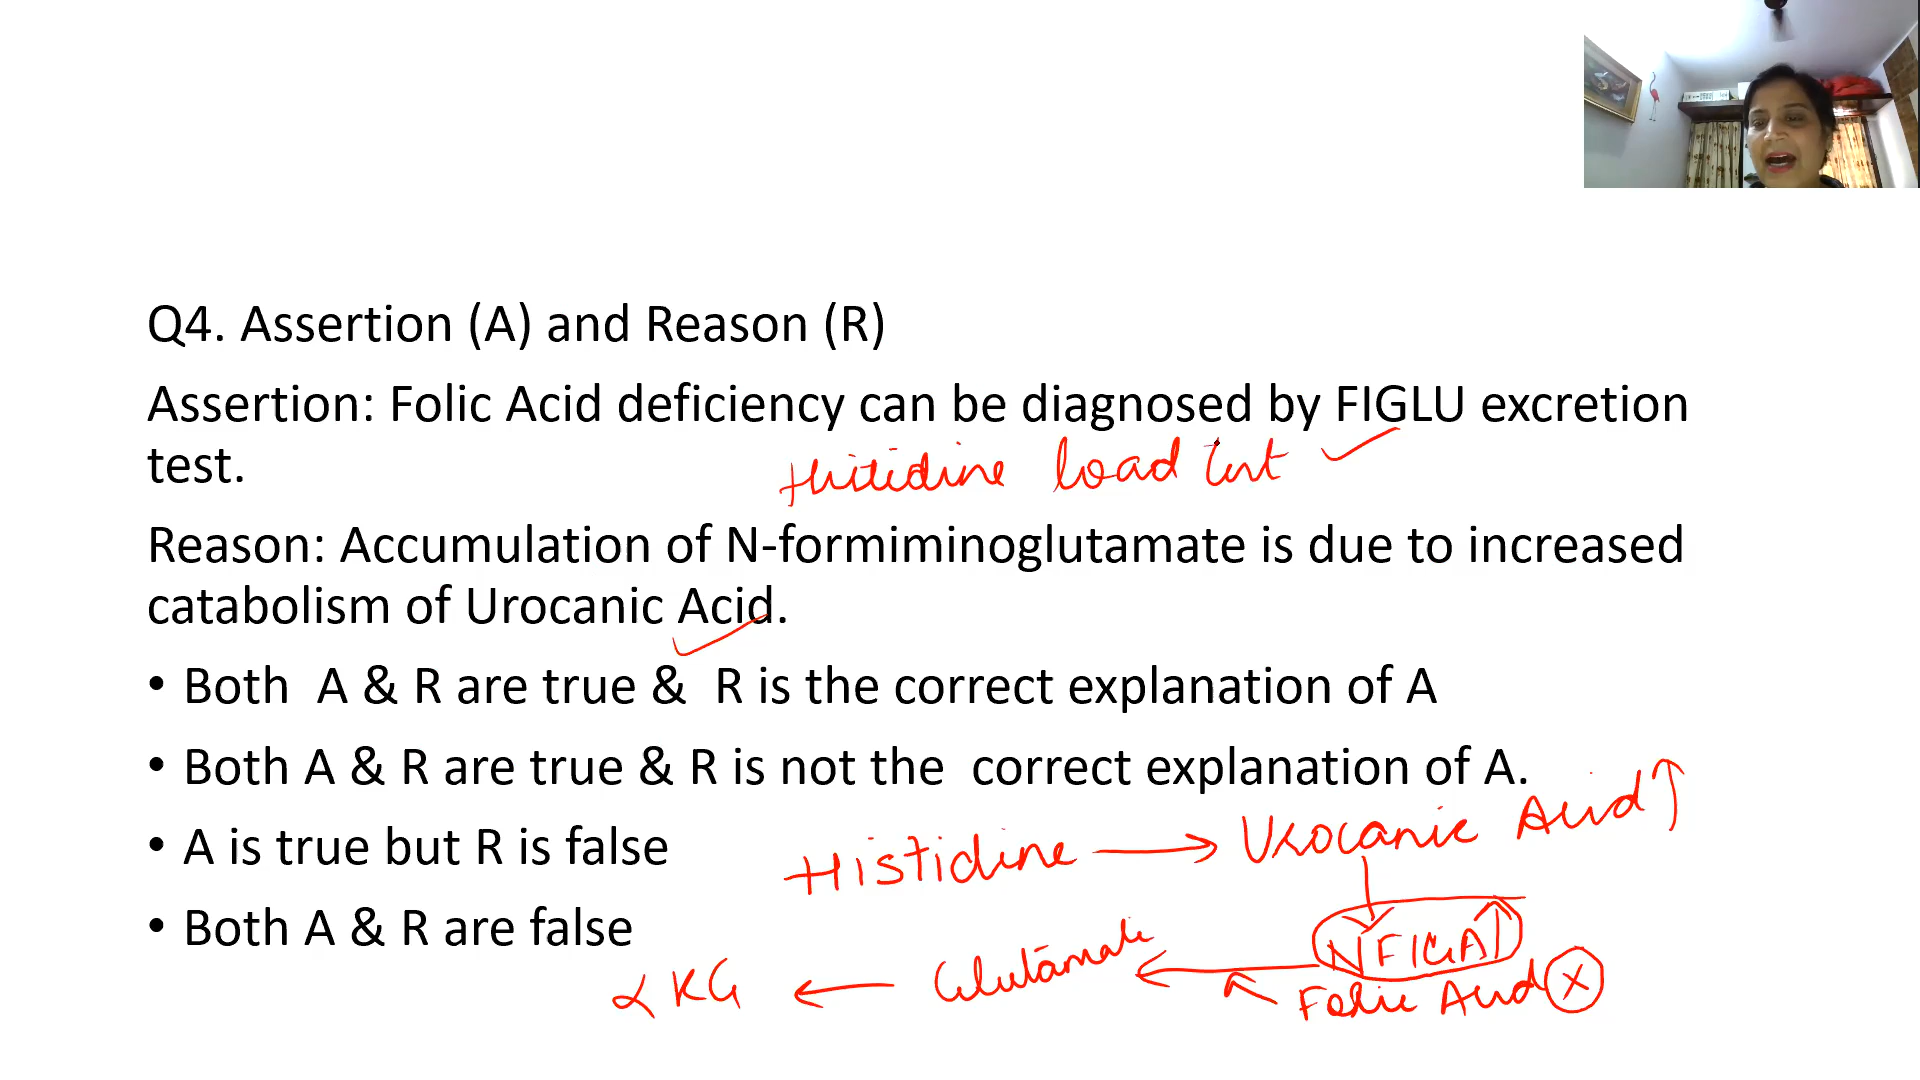 Q4. Assertion (A) and Reason (R)
Assertion: Folic Acid deficiency can be diagnosed by FIGLU excretion
test.
Histidine load test
Reason: Accumulation of N-formiminoglutamate is due to increased
catabolism of Urocanic Acid.
• Both A & R are true & R is the correct explanation of A
• Both A & R are true & R is not the correct explanation of A.
• A is true but R is false
Histidine → Urocanic Acid ↑
• Both A & R are false
NFIGA ↑
αKG ← Glutamate ←
Folic Acid X